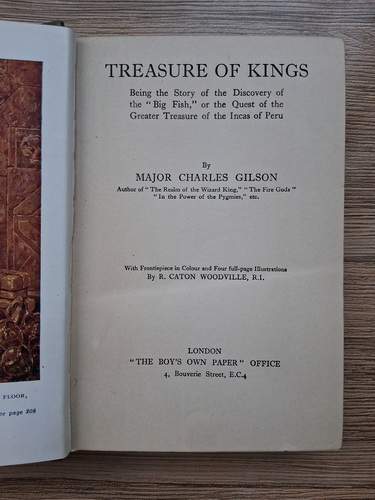 TREASURE OF KINGS
Being the Story of the Discovery of
the "Big Fish," or the Quest of the
Greater Treasure of the Incas of Peru
By
MAJOR CHARLES GILSON
Author of "The Realm of the Wizard King," "The Fire Gods"
"In the Power of the Pygmies," etc.
With Frontispiece in Colour and Four full-page Illustrations
By R. CATON WOODVILLE, R.I.
LONDON
"THE BOY'S OWN PAPER" OFFICE
4, Bouverie Street, E.C.4
FLOOR,
page 208